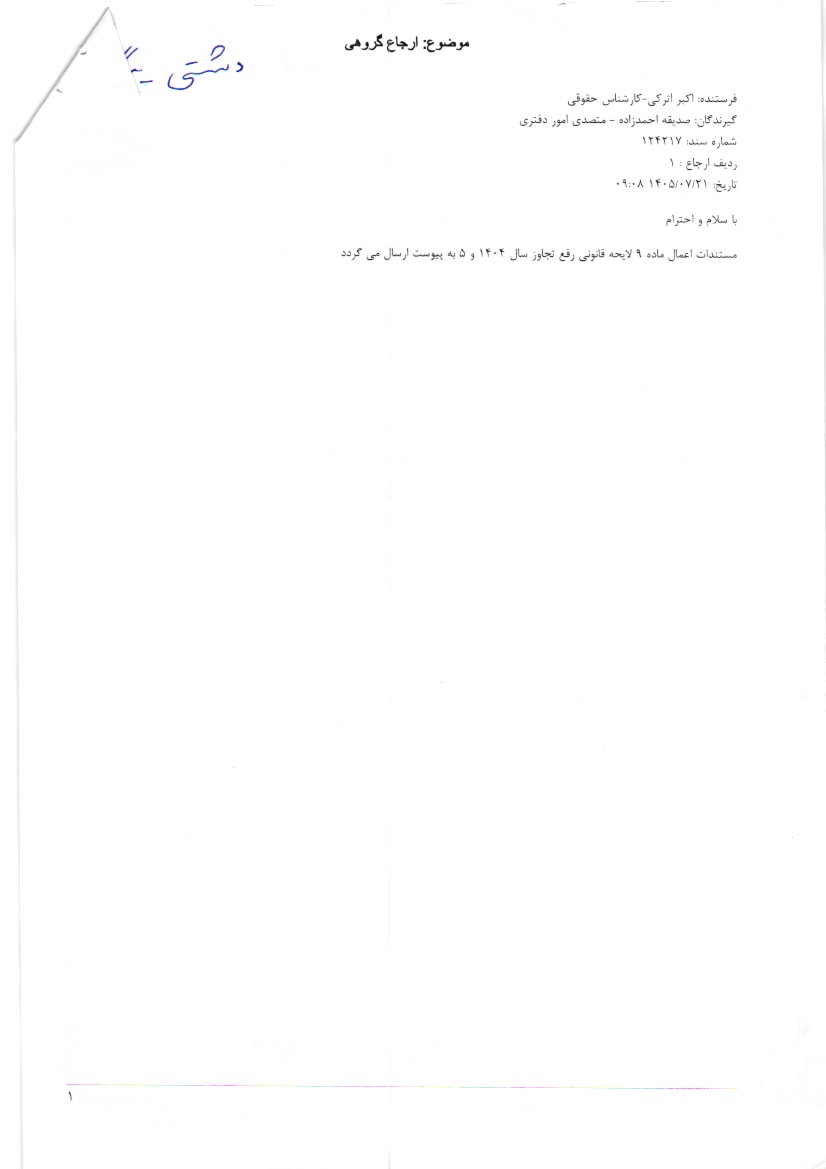 موضوع: ارجاع گروهی
دشتی
فرستنده: اکبر اترکی-کارشناس حقوقی
گیرندگان: صدیقه احمدزاده - متصدی امور دفتری
شماره سند: ۱۲۴۲۱۷
ردیف ارجاع : ۱
تاریخ: ۱۴۰۵/۰۷/۲۱ ۰۹:۰۸
با سلام و احترام
مستندات اعمال ماده ۹ لایحه قانونی رفع تجاوز سال ۱۴۰۴ و ۵ به پیوست ارسال می گردد
۱